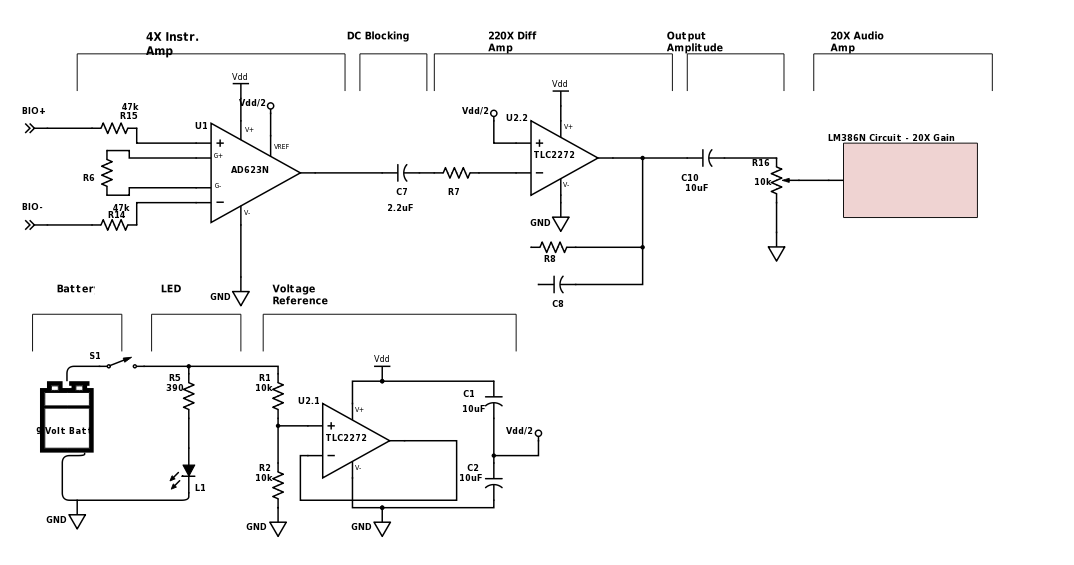 4X Instr.
Amp
DC Blocking
220X Diff
Amp
Output
Amplitude
20X Audio
Amp
Vdd
Vdd/2
BIO+
47k
R15
U1
V+
VREF
G+
R6
AD623N
G-
BIO-
47k
R14
V-
GND
C7
2.2uF
R7
Vdd
Vdd/2
U2.2
V+
TLC2272
V-
GND
R8
C8
C10
10uF
R16
10k
LM386N Circuit - 20X Gain
Batter
LED
Voltage
Reference
S1
9 Volt Batt
GND
R5
390
L1
R1
10k
R2
10k
GND
U2.1
Vdd
V+
TLC2272
V-
GND
C1
10uF
C2
10uF
Vdd/2